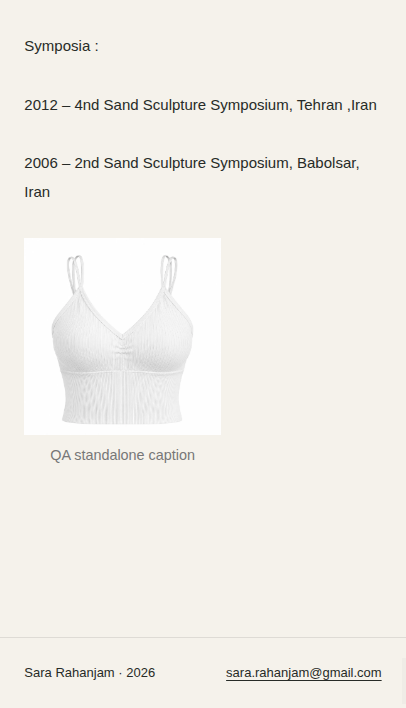 Symposia :
2012 – 4nd Sand Sculpture Symposium, Tehran ,Iran
2006 – 2nd Sand Sculpture Symposium, Babolsar,
Iran
QA standalone caption
Sara Rahanjam · 2026
sara.rahanjam@gmail.com